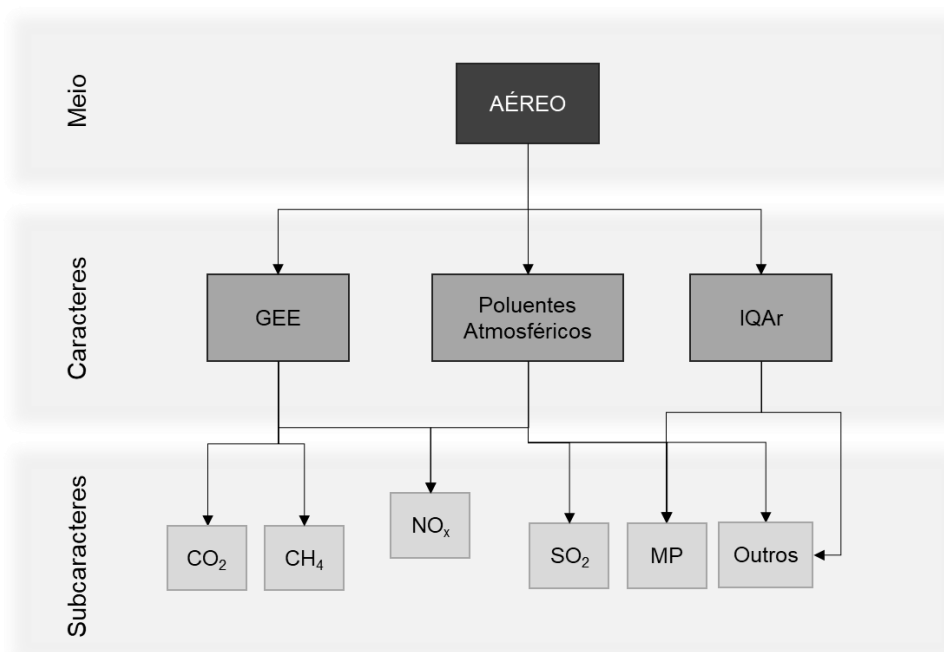 Meio
AÉREO
Caracteres
GEE
Poluentes
Atmosféricos
IQAr
Subcaracteres
CO₂
CH₄
NOₓ
SO₂
MP
Outros